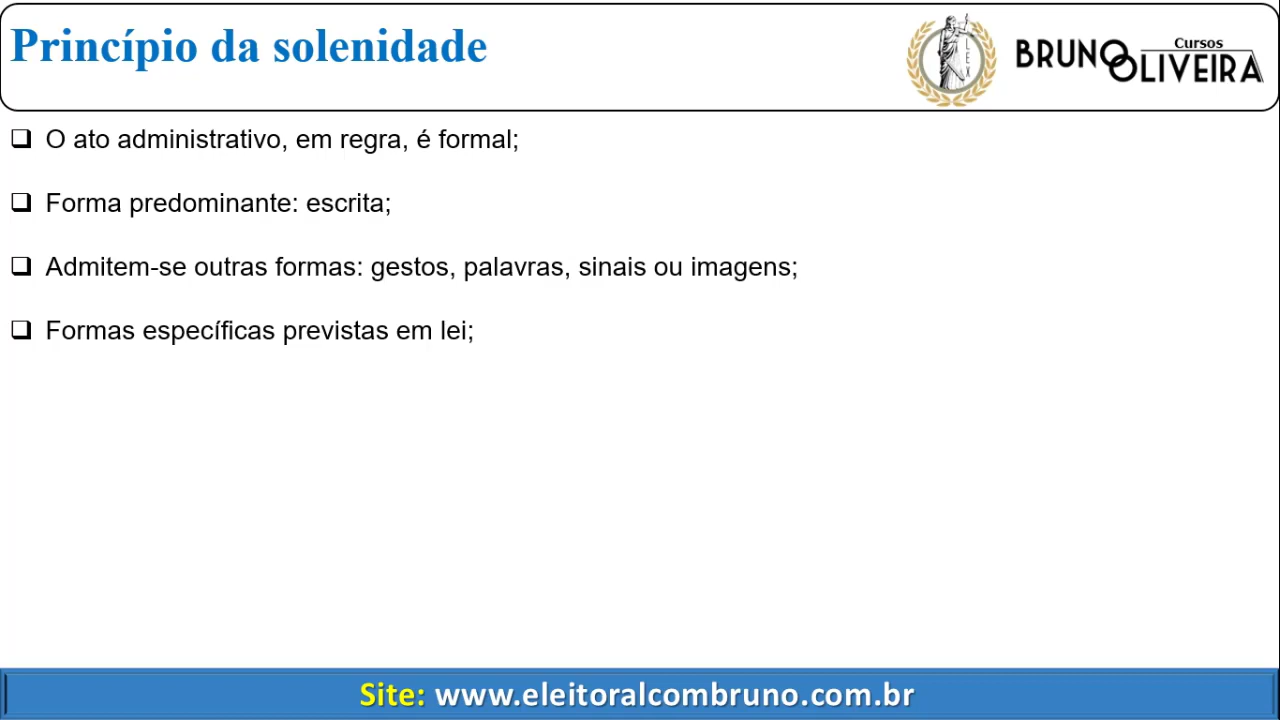 Princípio da solenidade
LEX
Cursos
BRUNO OLIVEIRA
❑ O ato administrativo, em regra, é formal;
❑ Forma predominante: escrita;
❑ Admitem-se outras formas: gestos, palavras, sinais ou imagens;
❑ Formas específicas previstas em lei;
Site: www.eleitoralcombruno.com.br